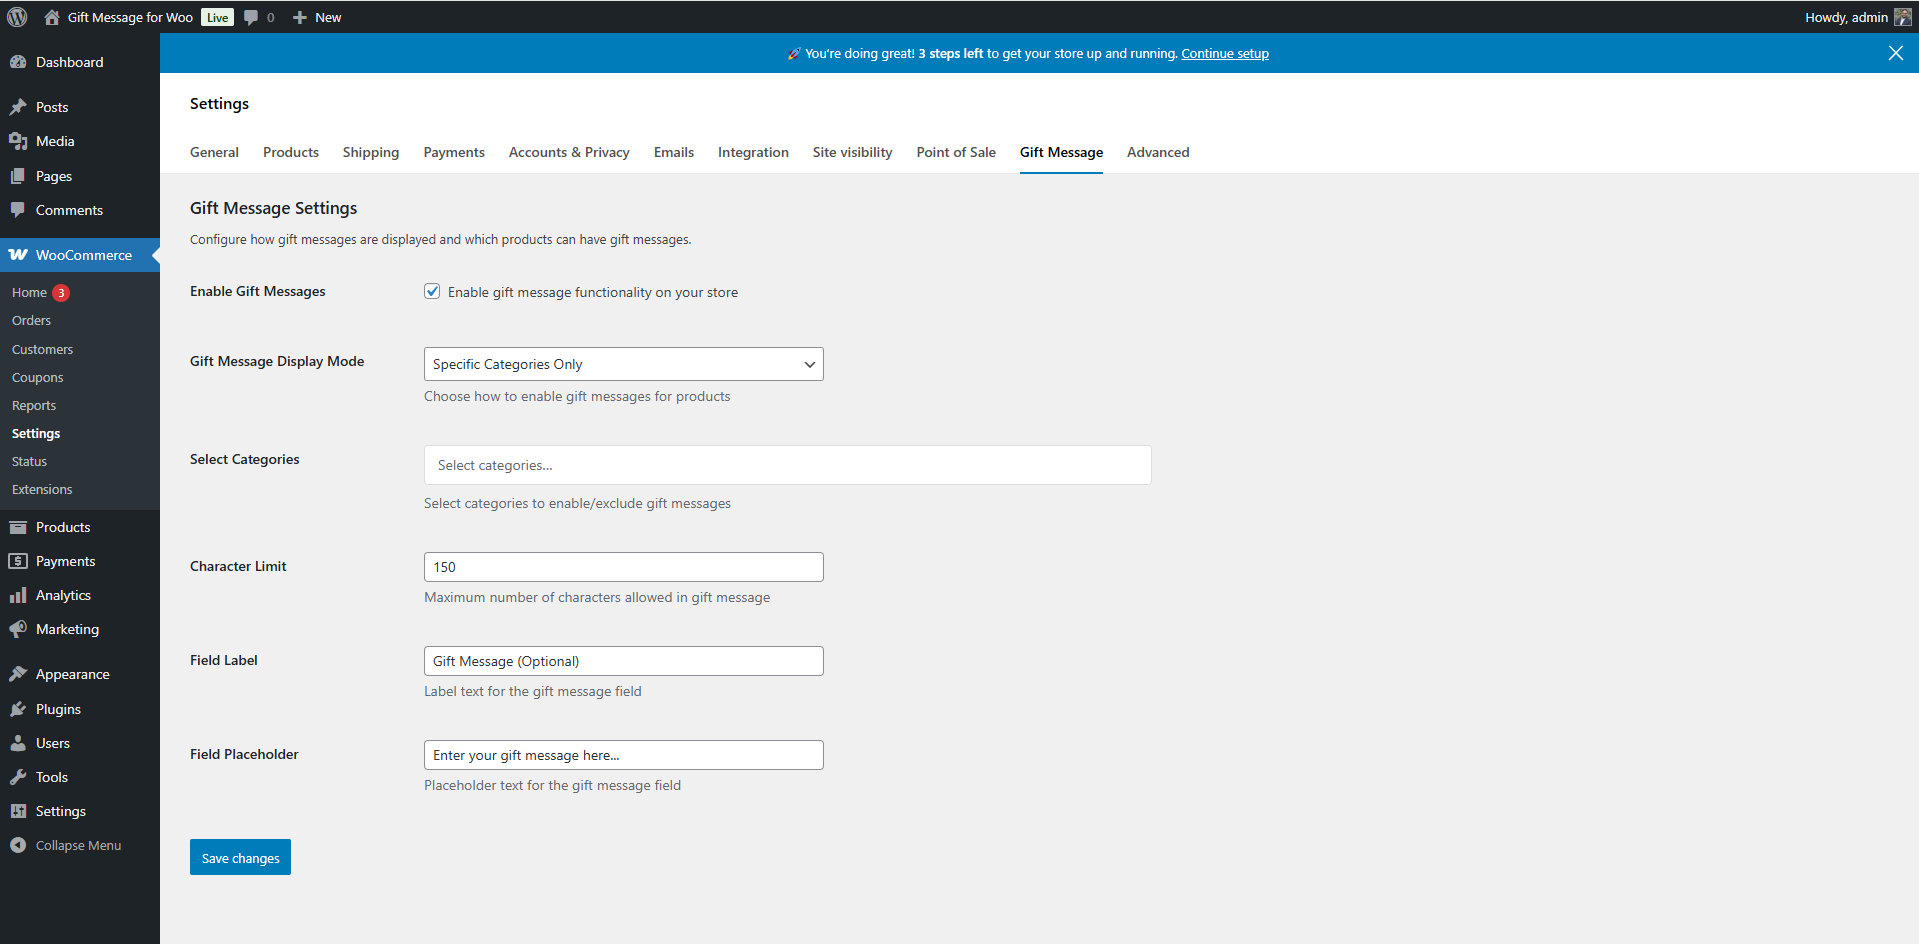 Gift Message for Woo Live 0 New Howdy, admin
🚀 You're doing great! 3 steps left to get your store up and running. Continue setup
Dashboard
Posts
Media
Pages
Comments
WooCommerce
Home 3
Orders
Customers
Coupons
Reports
Settings
Status
Extensions
Products
Payments
Analytics
Marketing
Appearance
Plugins
Users
Tools
Settings
Collapse Menu
Settings
General Products Shipping Payments Accounts & Privacy Emails Integration Site visibility Point of Sale Gift Message Advanced
Gift Message Settings
Configure how gift messages are displayed and which products can have gift messages.
Enable Gift Messages Enable gift message functionality on your store
Gift Message Display Mode Specific Categories Only
Choose how to enable gift messages for products
Select Categories Select categories...
Select categories to enable/exclude gift messages
Character Limit 150
Maximum number of characters allowed in gift message
Field Label Gift Message (Optional)
Label text for the gift message field
Field Placeholder Enter your gift message here...
Placeholder text for the gift message field
Save changes